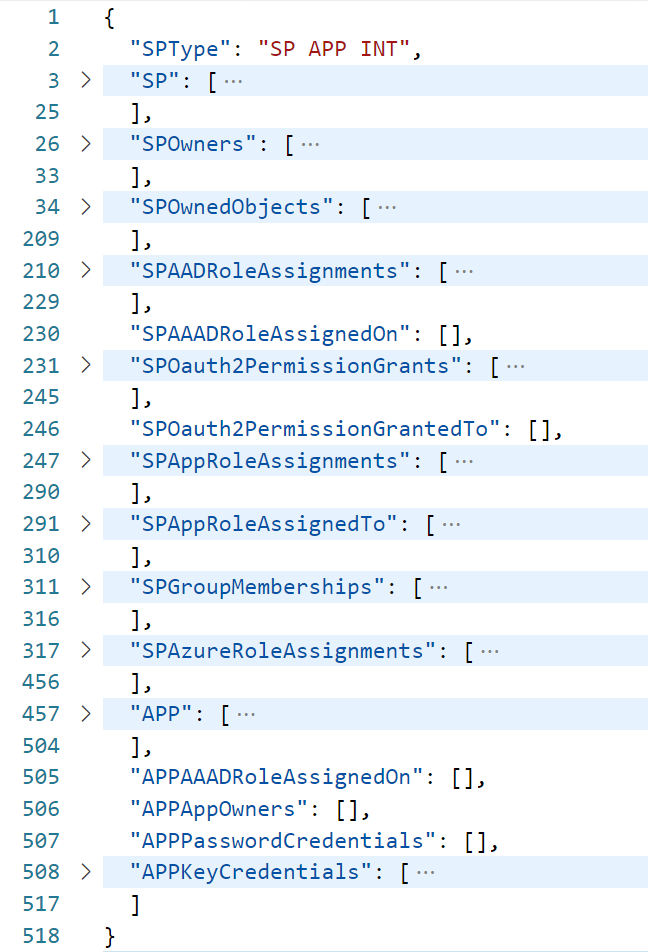 1 {
2 "SPType": "SP APP INT",
3 > "SP": [ ···
25 ],
26 > "SPOwners": [ ···
33 ],
34 > "SPOwnedObjects": [ ···
209 ],
210 > "SPAADRoleAssignments": [ ···
229 ],
230 "SPAAADRoleAssignedOn": [],
231 > "SPOauth2PermissionGrants": [ ···
245 ],
246 "SPOauth2PermissionGrantedTo": [],
247 > "SPAppRoleAssignments": [ ···
290 ],
291 > "SPAppRoleAssignedTo": [ ···
310 ],
311 > "SPGroupMemberships": [ ···
316 ],
317 > "SPAzureRoleAssignments": [ ···
456 ],
457 > "APP": [ ···
504 ],
505 "APPAAADRoleAssignedOn": [],
506 "APPAppOwners": [],
507 "APPPasswordCredentials": [],
508 > "APPKeyCredentials": [ ···
517 ]
518 }